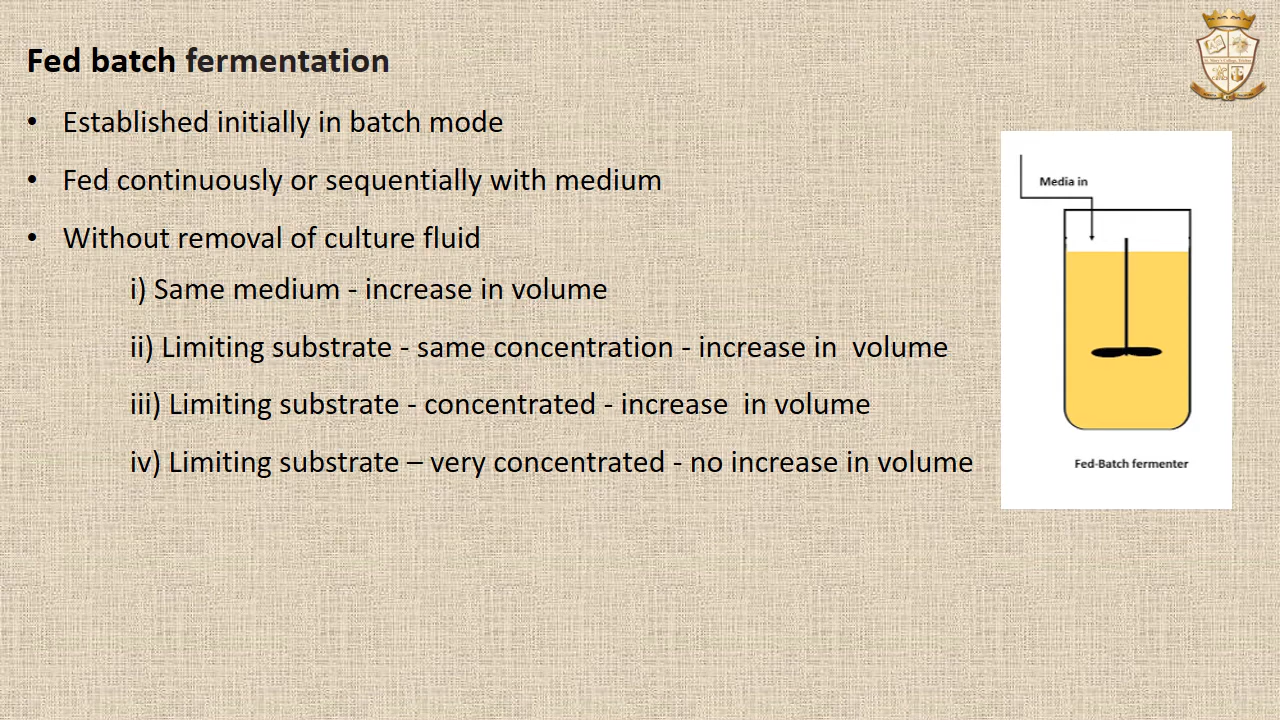 Fed batch fermentation
• Established initially in batch mode
• Fed continuously or sequentially with medium
• Without removal of culture fluid
i) Same medium - increase in volume
ii) Limiting substrate - same concentration - increase in  volume
iii) Limiting substrate - concentrated - increase  in volume
iv) Limiting substrate – very concentrated - no increase in volume
Media in
Fed-Batch fermenter